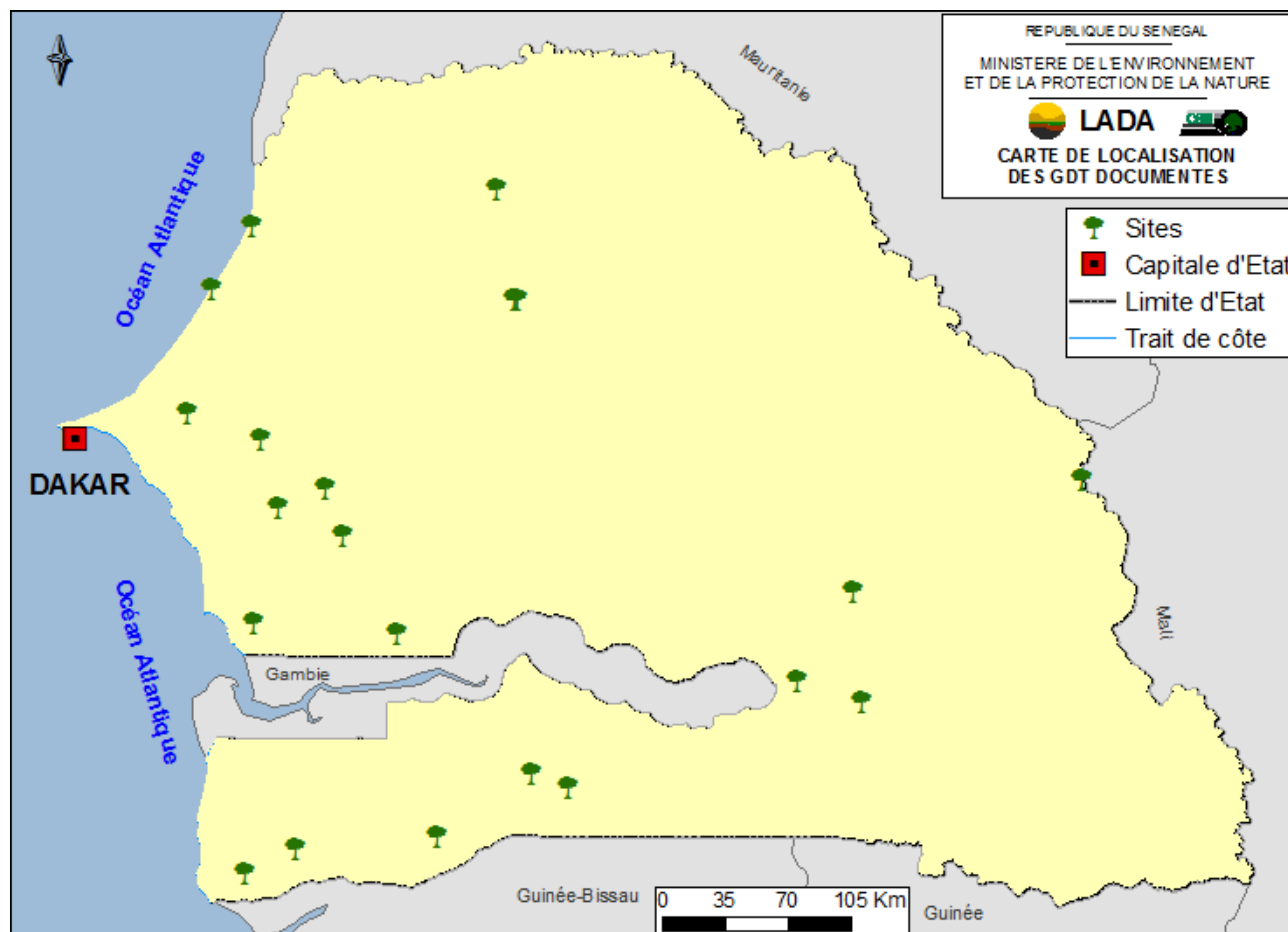 REPUBLIQUE DU SENEGAL
MINISTERE DE L'ENVIRONNEMENT
ET DE LA PROTECTION DE LA NATURE
LADA
CARTE DE LOCALISATION
DES GDT DOCUMENTES
Sites
Capitale d'Etat
Limite d'Etat
Trait de côte
Mauritanie
Océan Atlantique
DAKAR
Océan Atlantique
Mali
Gambie
Guinée-Bissau
Guinée
0 35 70 105 Km